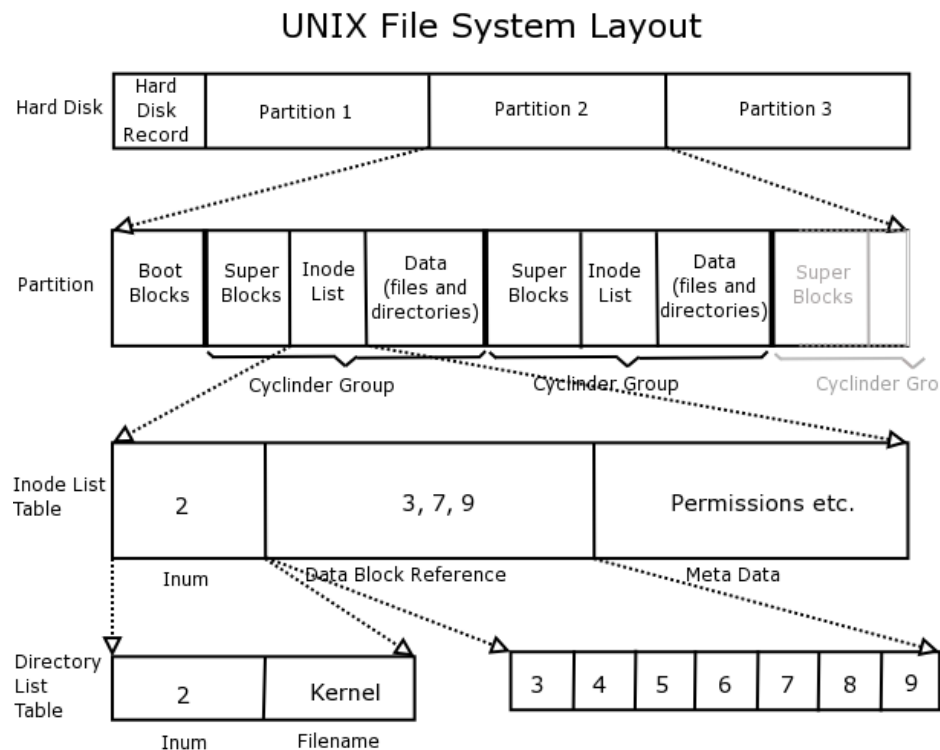 UNIX File System Layout
Hard Disk
Hard
Disk
Record
Partition 1
Partition 2
Partition 3
Partition
Boot
Blocks
Super
Blocks
Inode
List
Data
(files and
directories)
Super
Blocks
Inode
List
Data
(files and
directories)
Super
Blocks
Cyclinder Group
Cyclinder Group
Cyclinder Gro
Inode List
Table
2
3, 7, 9
Permissions etc.
Inum
Data Block Reference
Meta Data
Directory
List
Table
2
Kernel
3
4
5
6
7
8
9
Inum
Filename